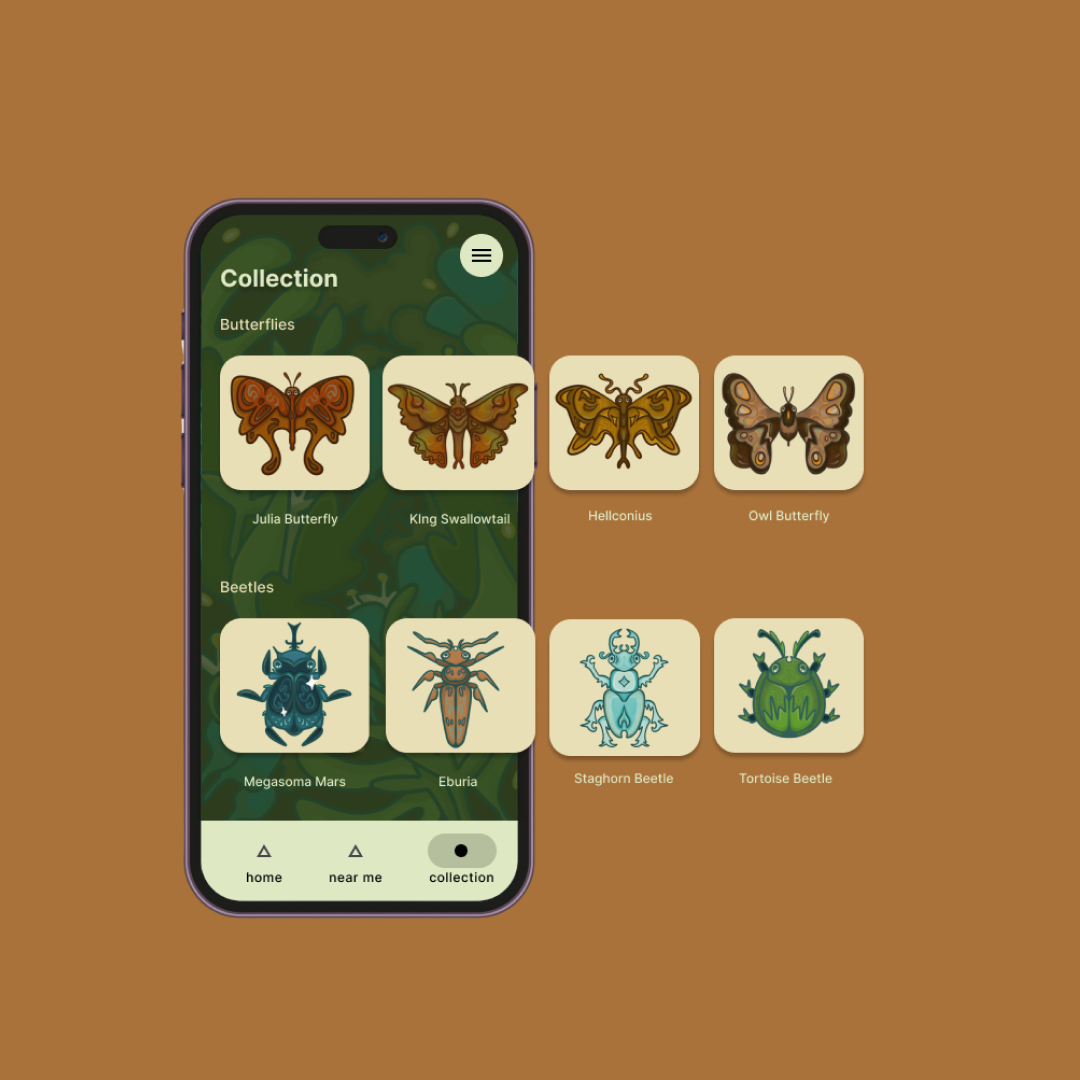 Collection
Butterflies
Julia Butterfly
KIng Swallowtail
Hellconius
Owl Butterfly
Beetles
Megasoma Mars
Eburia
Staghorn Beetle
Tortoise Beetle
home
near me
collection